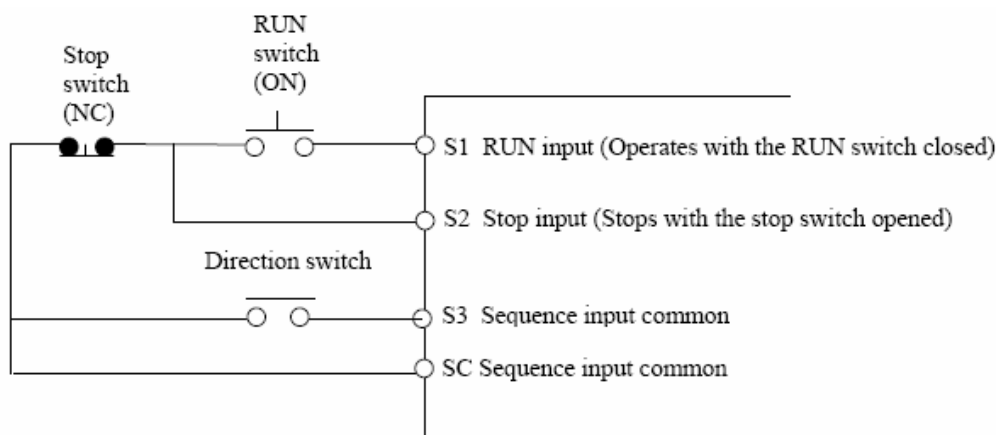 RUN
switch
(ON)
Stop
switch
(NC)
S1 RUN input (Operates with the RUN switch closed)
S2 Stop input (Stops with the stop switch opened)
Direction switch
S3 Sequence input common
SC Sequence input common